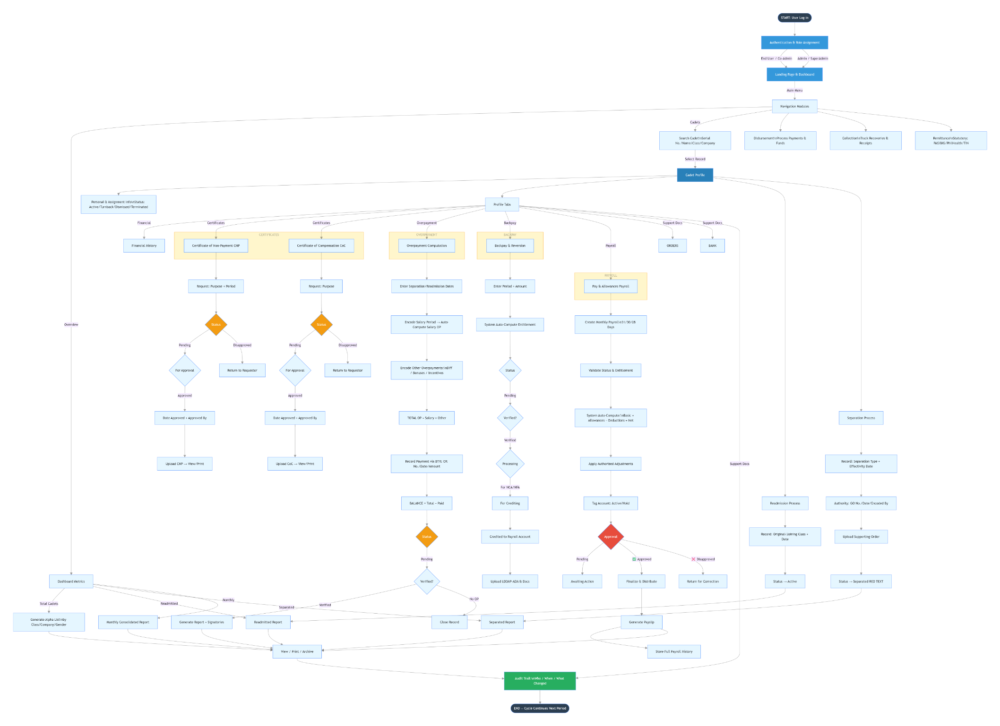 START: User Log-in
Authentication & Role Assignment
End User / Co-Admin
Admin / SuperAdmin
Landing Page & Dashboard
Main Menu
Navigation Modules
Cadets
Search Cadet\nSerial
No./Name/Class/Company
Disbursement\nProcess Payments &
Funds
Collection\nTrack Recoveries &
Receipts
Remittance\nStatutory:
PAGIBIG/PhilHealth/TIN
Select Record
Cadet Profile
Personal & Assignment Info\nStatus:
Active/Turnback/Dismissed/Terminated
Profile Tabs
Financial
Certificates
Certificates
Overpayment
Backpay
Support Docs
Support Docs
CERTIFICATES
OVERPAYMENT
BACKPAY
Financial History
Certificate of Non-Payment CNP
Certificate of Compensation CoC
Overpayment Computation
Backpay & Reversion
Payroll
ORDERS
BANK
PAYROLL
Request: Purpose + Period
Request: Purpose
Enter Separation/Readmission Dates
Enter Period + Amount
Pay & Allowances Payroll
Overview
Status
Status
Encode Salary Period → Auto-
Compute Salary OP
System Auto-Compute Entitlement
Create Monthly Payroll\n31/30/28
Days
Pending
Disapproved
Pending
Disapproved
For Approval
Return to Requestor
For Approval
Return to Requestor
Encode Other Overpayments:\nDiff
/ Bonuses / Incentives
Status
Validate Status & Entitlement
Approved
Approved
Pending
Date Approved + Approved By
Date Approved + Approved By
TOTAL OP = Salary + Other
Verified?
System Auto-Compute:\nBasic +
Allowances − Deductions = Net
Separation Process
Verified
Upload CNP → View/Print
Upload CoC → View/Print
Record Payment via BTR: OR
No./Date/Amount
Processing
Apply Authorized Adjustments
Support Docs
Record: Separation Type +
Effectivity Date
For NCA/NFA
BALANCE = Total − Paid
For Crediting
Tag Account: Active/Hold
Readmission Process
Authority: GO No./Date/Encoded By
Status
Credited to Payroll Account
Approval
Record: Original/Joining Class +
Date
Upload Supporting Order
Pending
Pending
✅ Approved
❌ Disapproved
Dashboard Metrics
Verified?
Upload LDDAP-ADA & Docs
Awaiting Action
Finalize & Distribute
Return for Correction
Status → Active
Status → Separated RED TEXT
Total Cadets
Readmitted
Monthly
Separated
Verified
No OP
Generate Alpha List\nby
Class/Company/Gender
Monthly Consolidated Report
Generate Report + Signatories
Readmitted Report
Close Record
Separated Report
Generate Payslip
View / Print / Archive
Store Full Payroll History
Audit Trail:\nWho / When / What
Changed
END — Cycle Continues Next Period